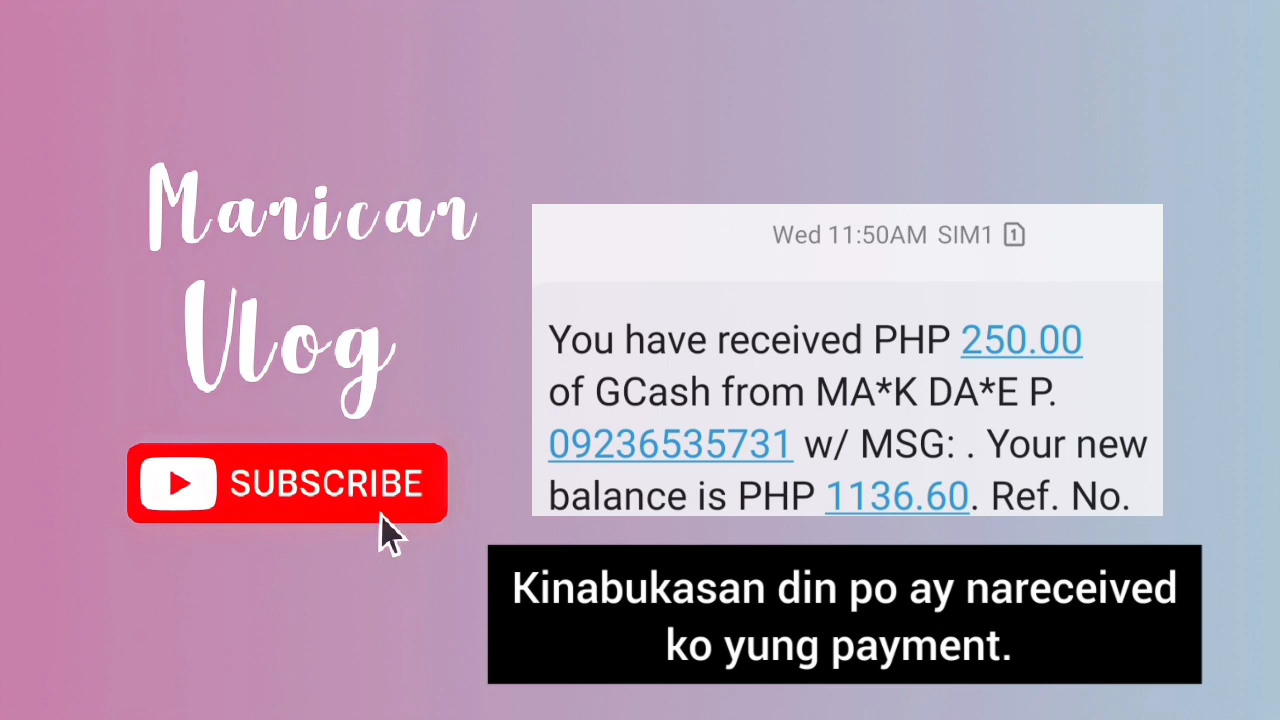 Marican
Vlog
SUBSCRIBE
Wed 11:50AM SIM1 1
You have received PHP 250.00
of GCash from MA*K DA*E P.
09236535731 w/ MSG: . Your new
balance is PHP 1136.60. Ref. No.
Kinabukasan din po ay nareceived
ko yung payment.